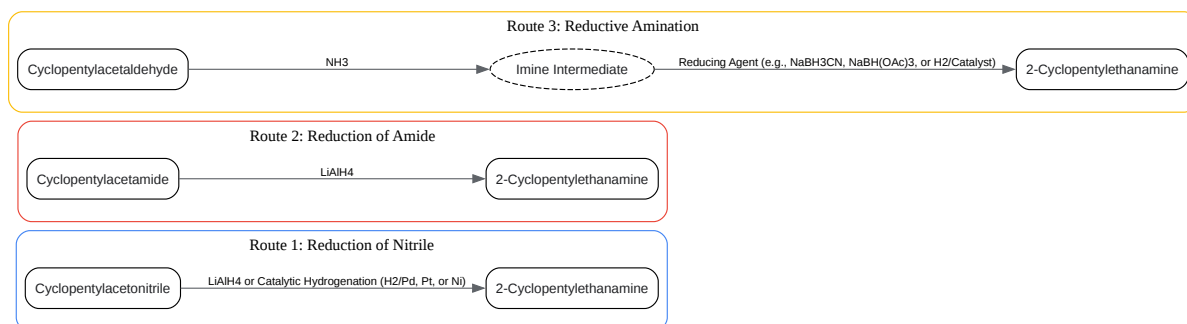 Route 3: Reductive Amination
Cyclopentylacetaldehyde
NH3
Imine Intermediate
Reducing Agent (e.g., NaBH3CN, NaBH(OAc)3, or H2/Catalyst)
2-Cyclopentylethanamine
Route 2: Reduction of Amide
Cyclopentylacetamide
LiAlH4
2-Cyclopentylethanamine
Route 1: Reduction of Nitrile
Cyclopentylacetonitrile
LiAlH4 or Catalytic Hydrogenation (H2/Pd, Pt, or Ni)
2-Cyclopentylethanamine